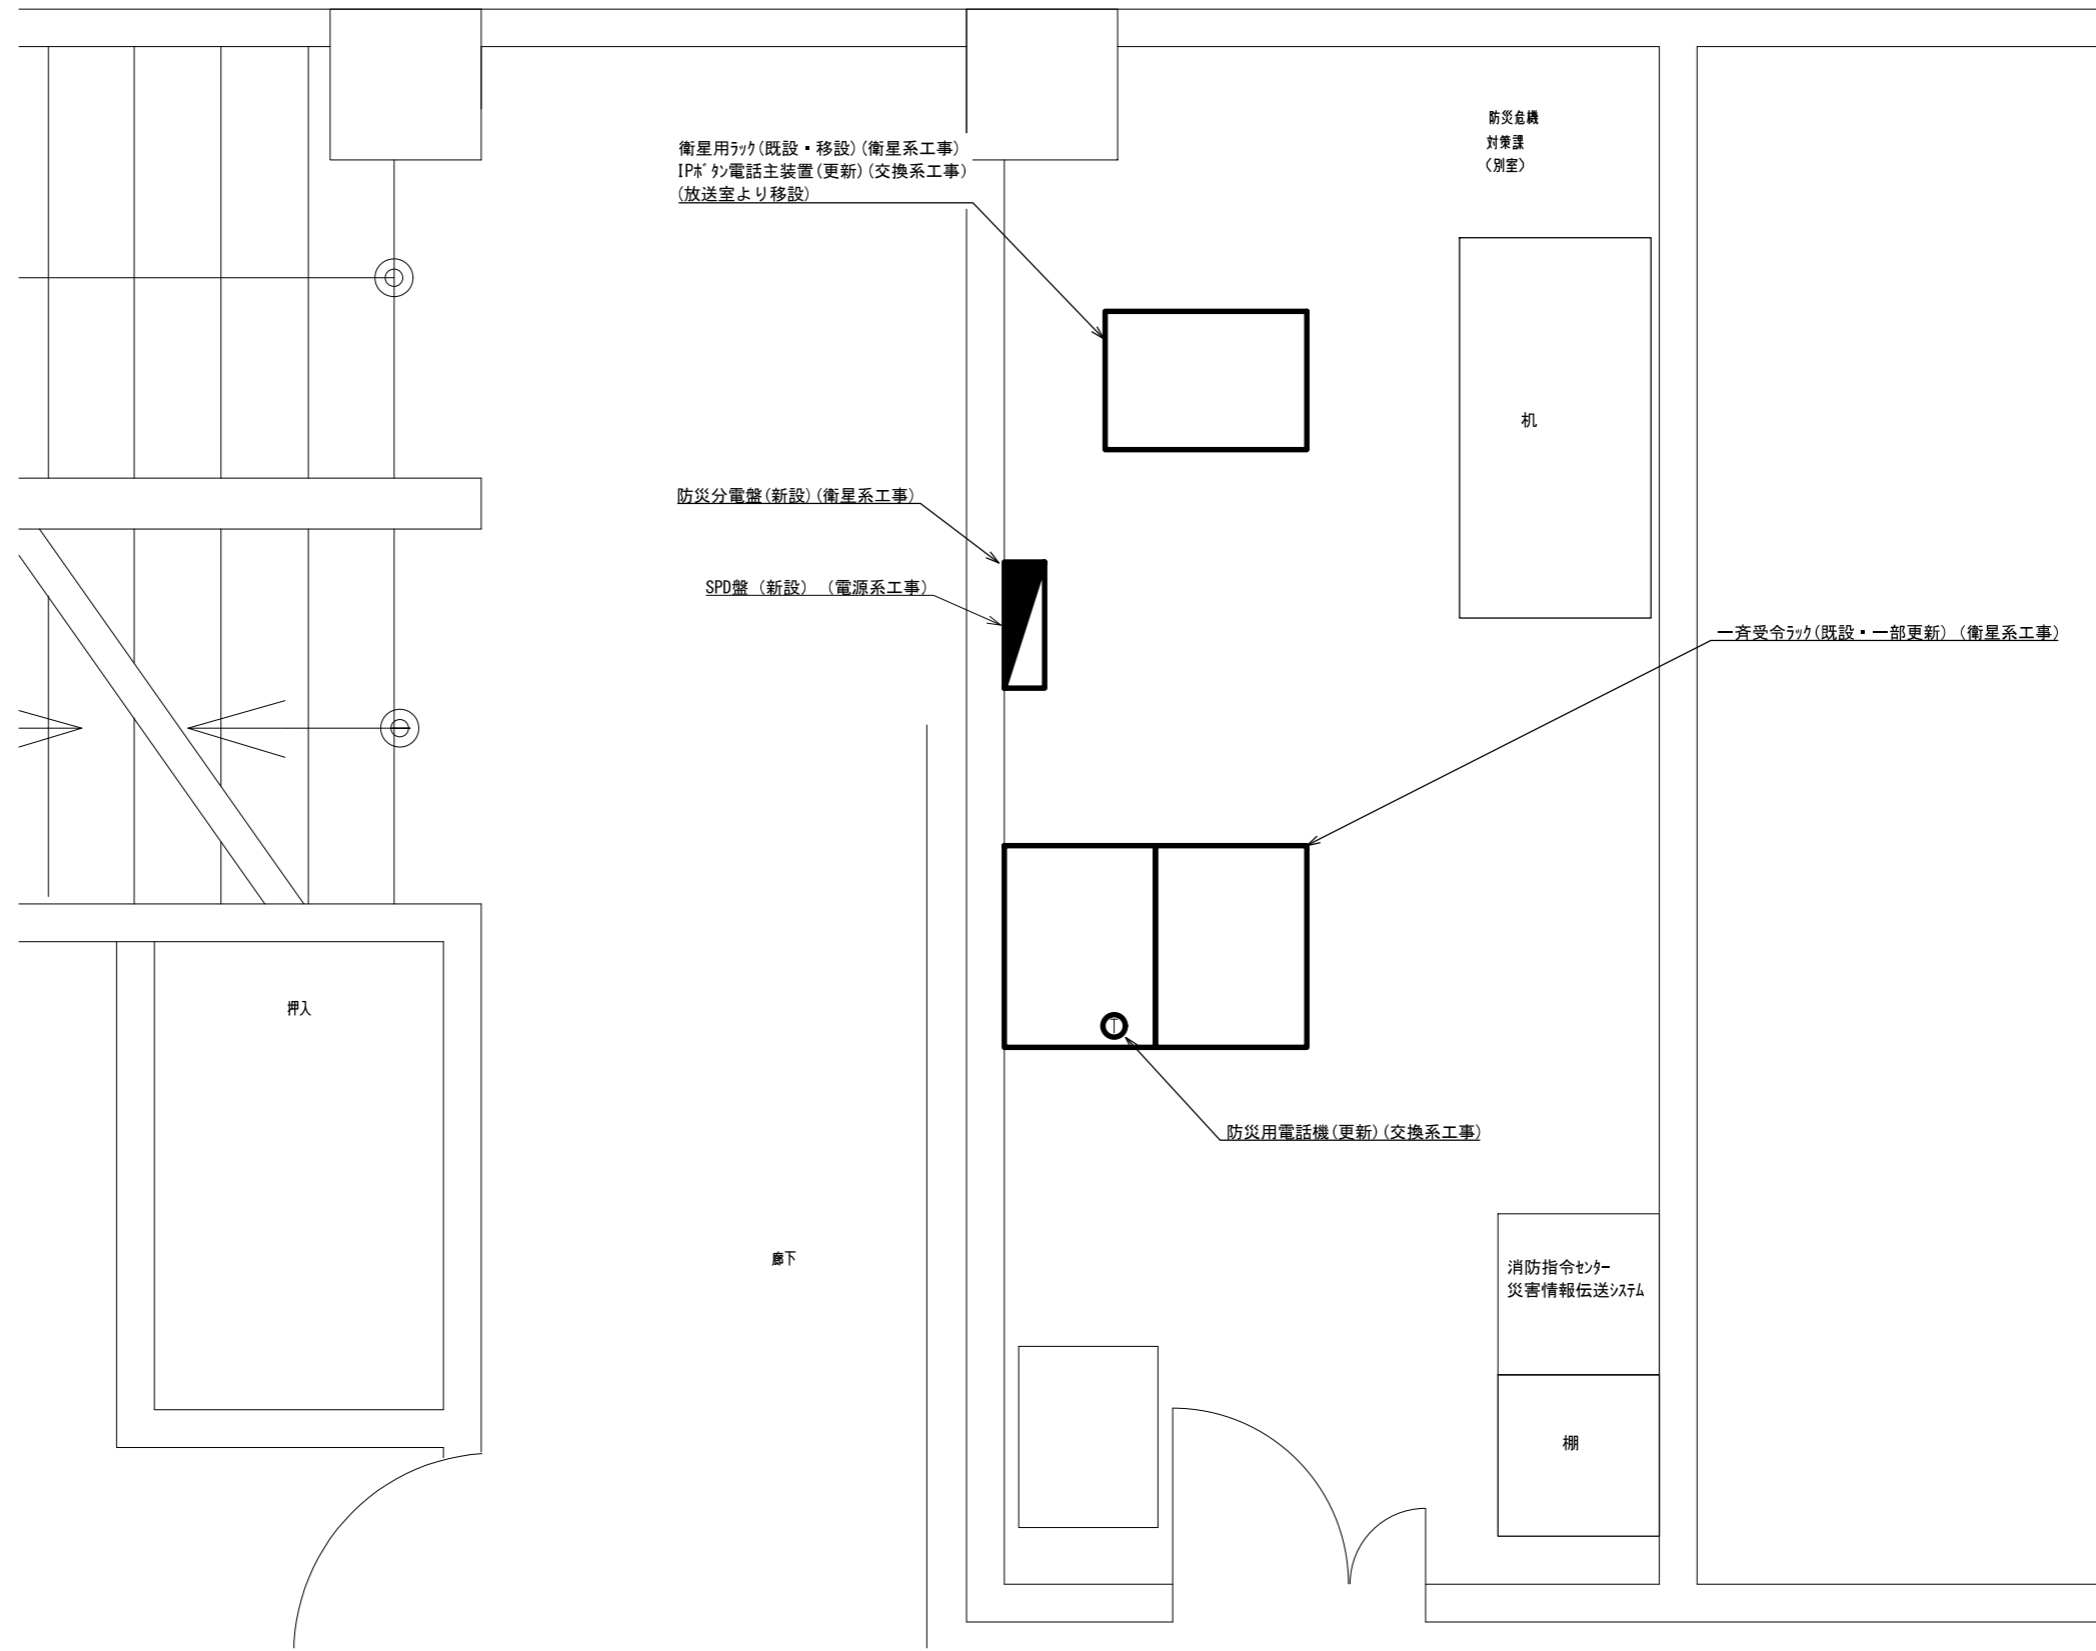 防災危機
対策課
（別室）
衛星用ﾗｯｸ(既設・移設)(衛星系工事)
IPﾎﾞﾀﾝ電話主装置(更新)(交換系工事)
(放送室より移設)
机
防災分電盤(新設)(衛星系工事)
SPD盤（新設）（電源系工事）
一斉受令ﾗｯｸ(既設・一部更新)（衛星系工事）
押入
T
防災用電話機(更新)(交換系工事)
廊下
消防指令ｾﾝﾀｰ
災害情報伝送ｼｽﾃﾑ
棚